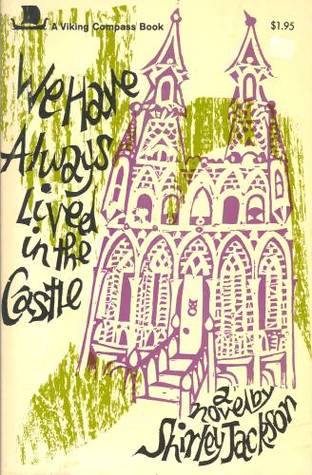 A Viking Compass Book
$1.95
We Have
Always
Lived
in the
Castle
a
novel by
Shirley Jackson